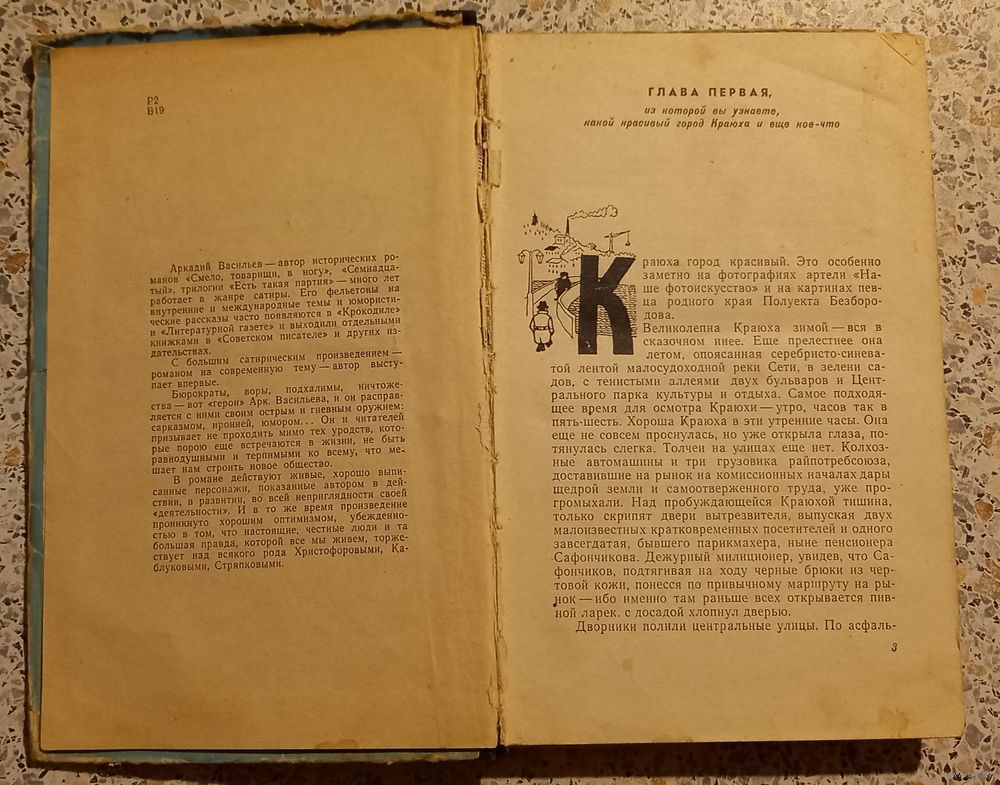 Р2
В19
Аркадий Васильев — автор исторических ро-
манов «Смело, товарищи, в ногу», «Семнадца-
тый», трилогии «Есть такая партия» — много лет
работает в жанре сатиры. Его фельетоны на
внутренние и международные темы и юмористи-
ческие рассказы часто появляются в «Крокодиле»
и «Литературной газете» и выходили отдельными
книжками в «Советском писателе» и других из-
дательствах.
С большим сатирическим произведением —
романом на современную тему — автор высту-
пает впервые.
Бюрократы, воры, подхалимы, ничтоже-
ства — вот «герои» Арк. Васильева, и он расправ-
ляется с ними своим острым и гневным оружием:
сарказмом, иронией, юмором... Он и читателей
призывает не проходить мимо тех уродств, кото-
рые порою еще встречаются в жизни, не быть
равнодушными и терпимыми ко всему, что ме-
шает нам строить новое общество.
В романе действуют живые, хорошо выпи-
санные персонажи, показанные автором в дей-
ствии, в развитии, во всей неприглядности своей
«деятельности». И в то же время произведение
проникнуто хорошим оптимизмом, убежденно-
стью в том, что настоящие, честные люди и та
большая правда, которой все мы живем, торже-
ствует над всякого рода Христофоровыми, Ка-
блуковыми, Стряпковыми.
ГЛАВА ПЕРВАЯ,
из которой вы узнаете,
какой красивый город Краюха и еще кое-что
Краюха город красивый. Это особенно
заметно на фотографиях артели «На-
ше фотоискусство» и на картинах пев-
ца родного края Полуекта Безборо-
дова.
Великолепна Краюха зимой — вся в
сказочном инее. Еще прелестнее она
летом, опоясанная серебристо-синева-
той лентой малосудоходной реки Сети, в зелени са-
дов, с тенистыми аллеями двух бульваров и Цент-
рального парка культуры и отдыха. Самое подходя-
щее время для осмотра Краюхи — утро, часов так в
пять-шесть. Хороша Краюха в эти утренние часы. Она
еще не совсем проснулась, но уже открыла глаза, по-
тянулась слегка. Толчеи на улицах еще нет. Колхоз-
ные автомашины и три грузовика райпотребсоюза,
доставившие на рынок на комиссионных началах дары
щедрой земли и самоотверженного труда, уже про-
громыхали. Над пробуждающейся Краюхой тишина,
только скрипят двери вытрезвителя, выпуская двух
малоизвестных кратковременных посетителей и одного
завсегдатая, бывшего парикмахера, ныне пенсионера
Сафончикова. Дежурный милиционер, увидев, что Са-
фончиков, подтягивая на ходу черные брюки из чер-
товой кожи, понесся по привычному маршруту на ры-
нок — ибо именно там раньше всех открывается пив-
ной ларек. с досадой хлопнул дверью.
Дворники полили центральные улицы. По асфаль-
3